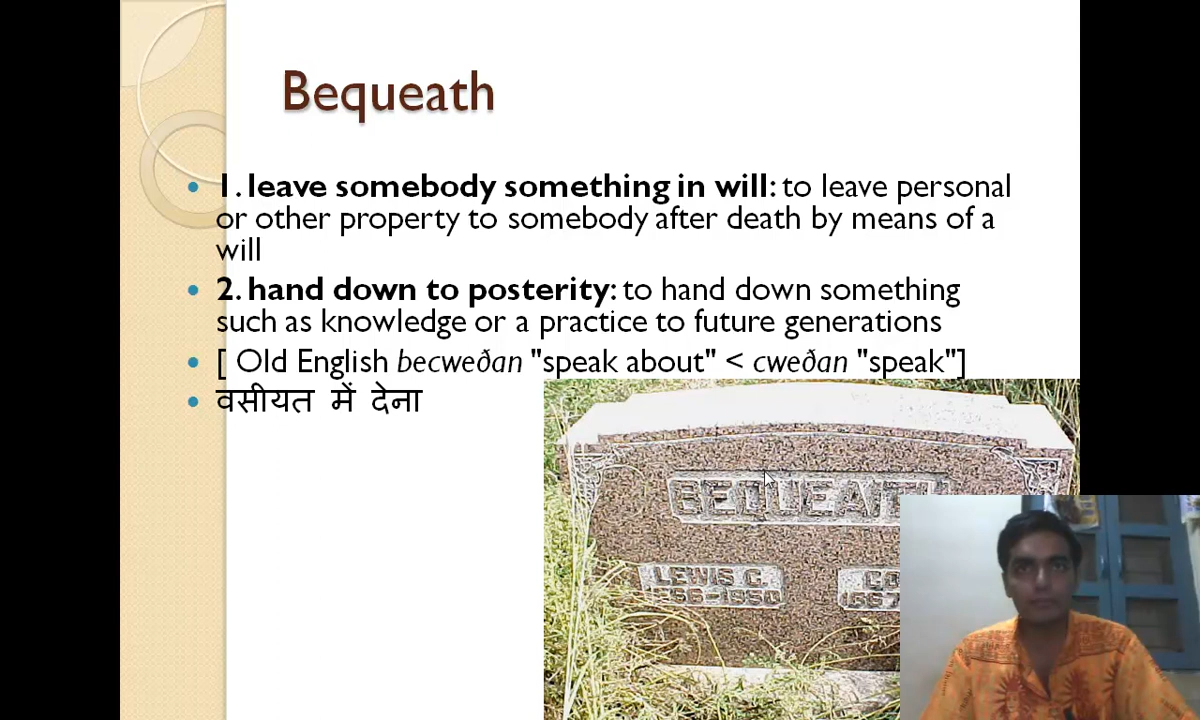 Bequeath
• 1. leave somebody something in will: to leave personal
or other property to somebody after death by means of a
will
• 2. hand down to posterity: to hand down something
such as knowledge or a practice to future generations
• [ Old English becweðan "speak about" < cweðan "speak"]
• वसीयत में देना
BEQUEATH
LEWIS C.
1866-1950